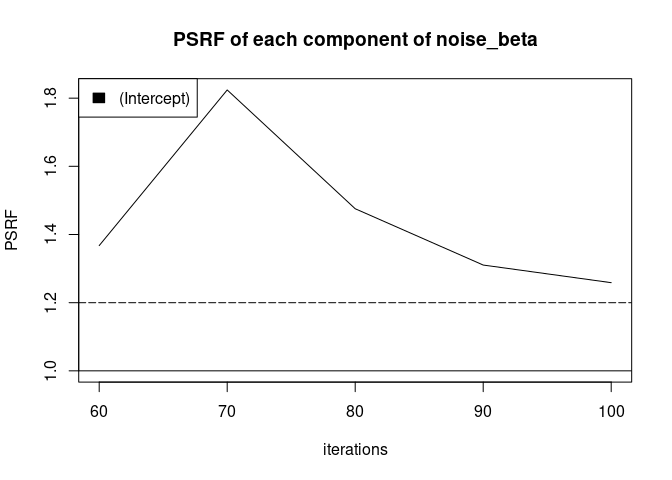 PSRF of each component of noise_beta
(Intercept)
PSRF
1.8
1.6
1.4
1.2
1.0
60 70 80 90 100
iterations